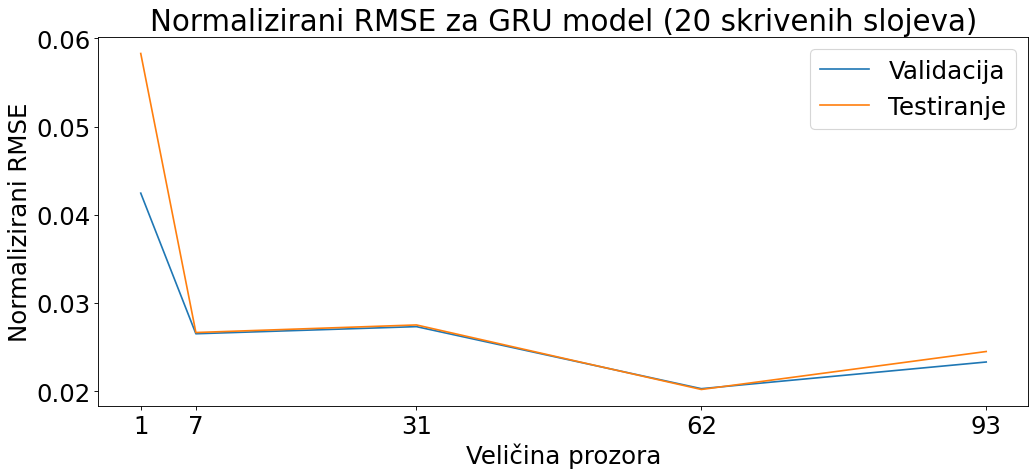 Normalizirani RMSE za GRU model (20 skrivenih slojeva)
Validacija
Testiranje
Normalizirani RMSE
0.06
0.05
0.04
0.03
0.02
1 7 31 62 93
Veličina prozora